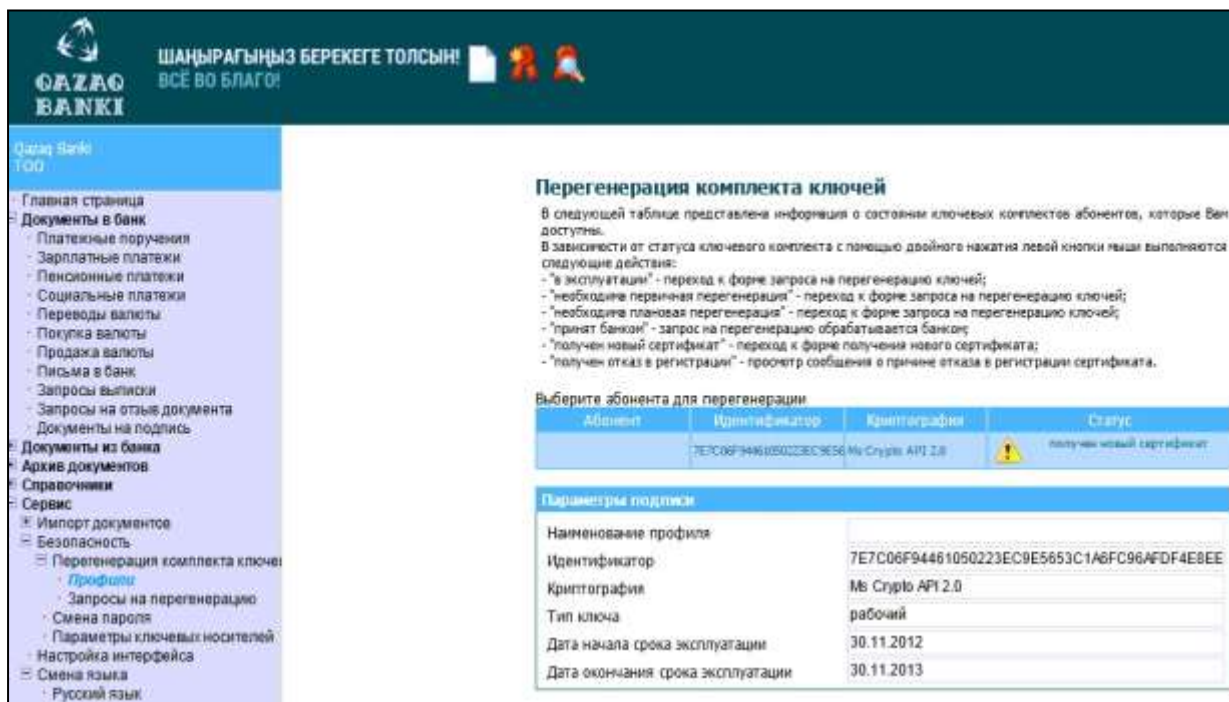 QAZAQ
BANKI
ШАҢЫРАҒЫҢЫЗ БЕРЕКЕГЕ ТОЛСЫН!
ВСЁ ВО БЛАГО!
Qazaq Banki
ТОО
Главная страница
Документы в банк
Платежные поручения
Зарплатные платежи
Пенсионные платежи
Социальные платежи
Переводы валюты
Покупка валюты
Продажа валюты
Письма в банк
Запросы выписки
Запросы на отзыв документа
Документы на подпись
Документы из банка
Архив документов
Справочники
Сервис
Импорт документов
Безопасность
Перегенерация комплекта ключе
Профили
Запросы на перегенерацию
Смена пароля
Параметры ключевых носителей
Настройка интерфейса
Смена языка
Русский язык
Перегенерация комплекта ключей
В следующей таблице представлена информация о состоянии ключевых комплектов абонентов, которые Вам
доступны.
В зависимости от статуса ключевого комплекта с помощью двойного нажатия левой кнопки мыши выполняются
следующие действия:
- "в эксплуатации" - переход к форме запроса на перегенерацию ключей;
- "необходима первичная перегенерация" - переход к форме запроса на перегенерацию ключей;
- "необходима плановая перегенерация" - переход к форме запроса на перегенерацию ключей;
- "принят банком" - запрос на перегенерацию обрабатывается банком;
- "получен новый сертификат" - переход к форме получения нового сертификата;
- "получен отказ в регистрации" - просмотр сообщения о причине отказа в регистрации сертификата.
Выберите абонента для перегенерации
Абонент Идентификатор Криптография Статус
7E7C06F94461050223EC9E56 Ms Crypto API 2.0 получен новый сертификат
Параметры подписи
Наименование профиля
Идентификатор 7E7C06F94461050223EC9E5653C1A6FC96AFDF4E8EE
Криптография Ms Crypto API 2.0
Тип ключа рабочий
Дата начала срока эксплуатации 30.11.2012
Дата окончания срока эксплуатации 30.11.2013